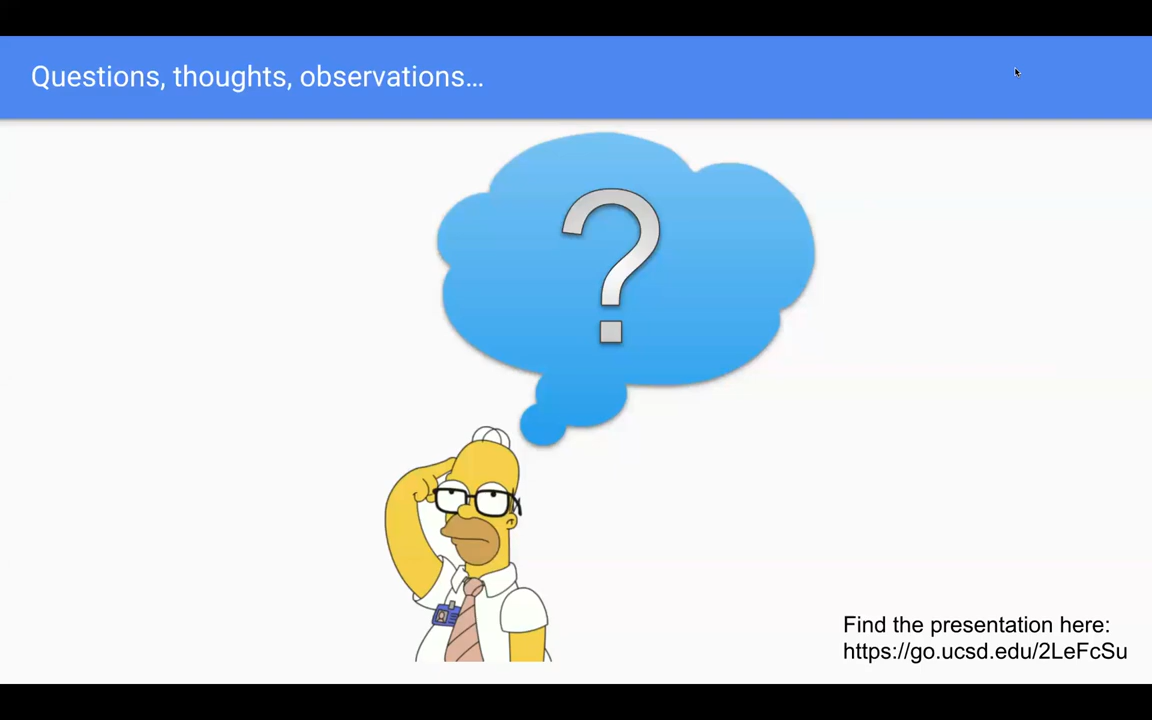 Questions, thoughts, observations...
?
Find the presentation here:
https://go.ucsd.edu/2LeFcSu